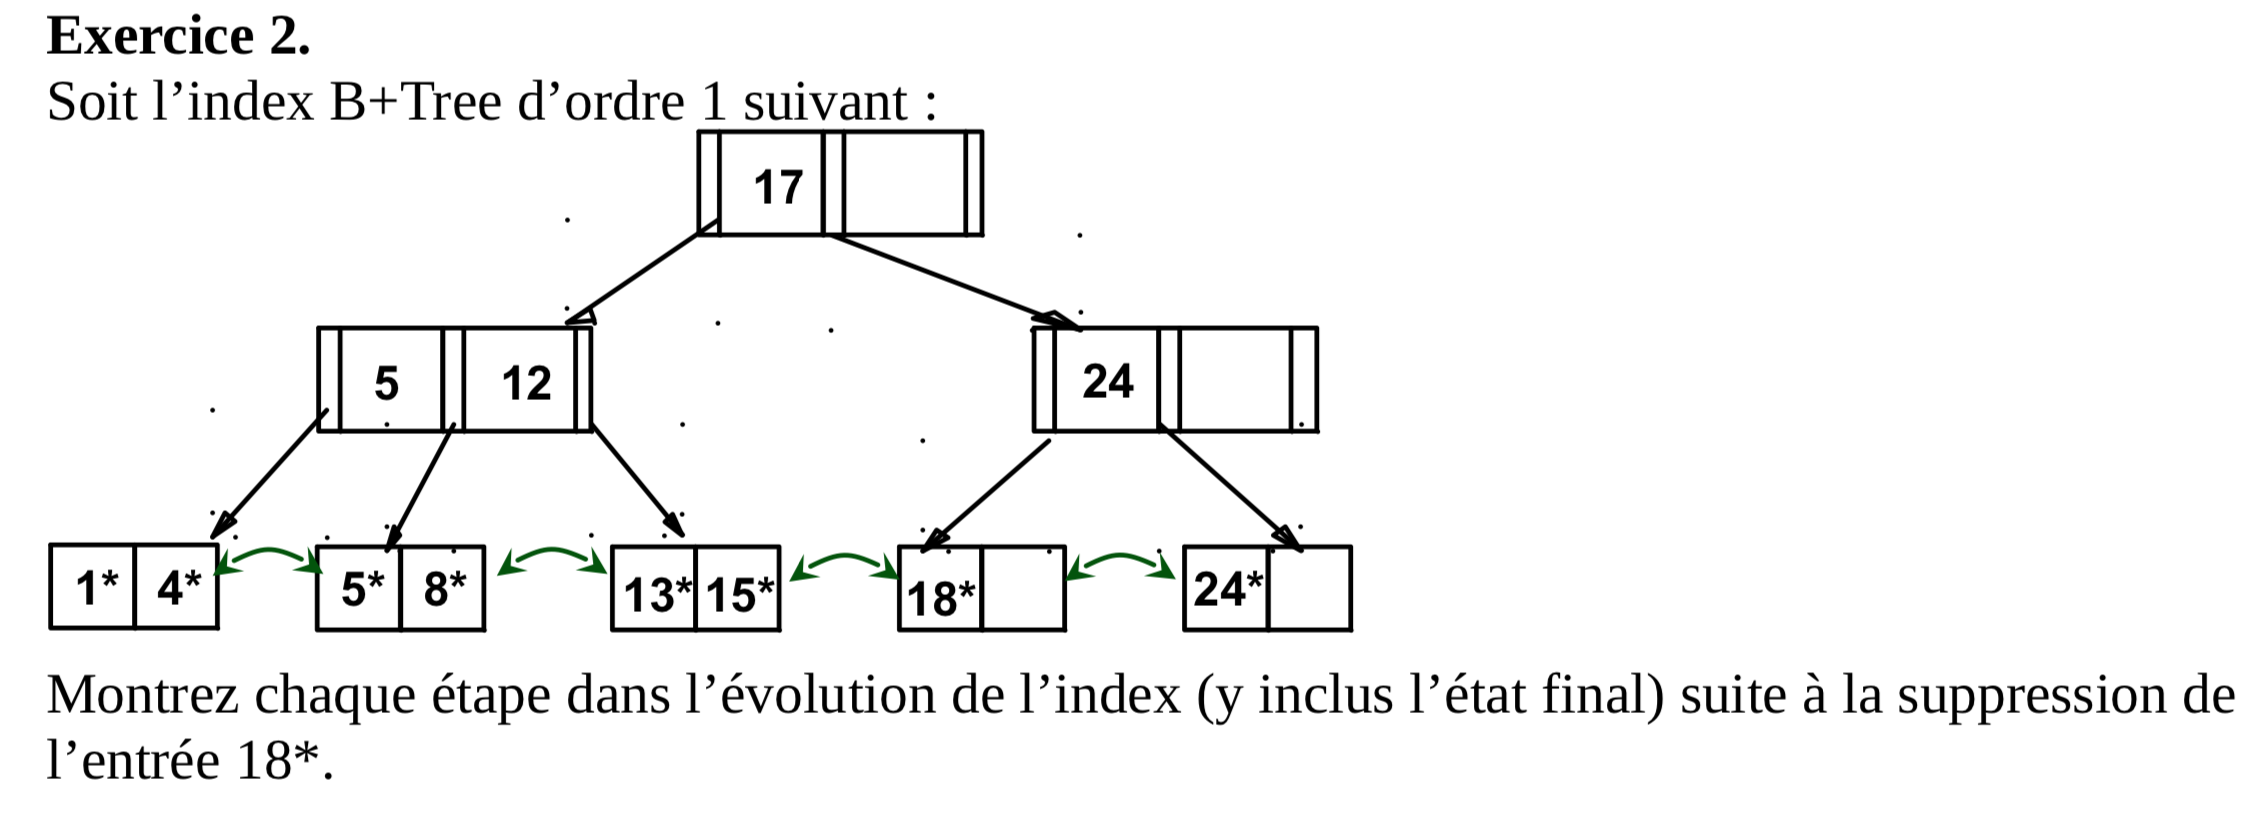 Exercice 2.
Soit l’index B+Tree d’ordre 1 suivant :
17
5 12 24
1* 4* 5* 8* 13* 15* 18* 24*
Montrez chaque étape dans l’évolution de l’index (y inclus l’état final) suite à la suppression de
l’entrée 18*.